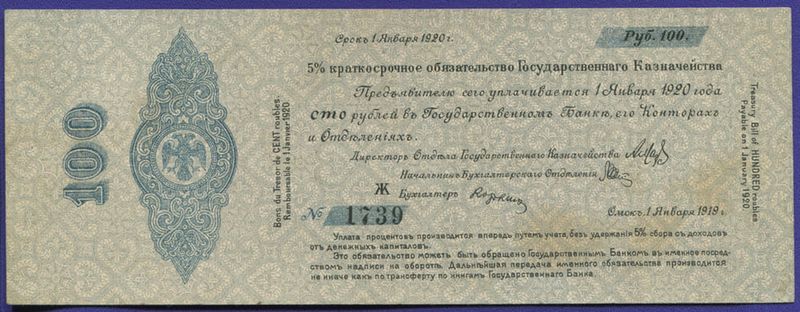 Срокъ 1 Января 1920 г.
Руб. 100.
5% краткосрочное обязательство Государственнаго Казначейства
Предъявителю сего уплачивается 1 Января 1920 года
сто рублей въ Государственномъ Банкѣ, его Конторахъ
и Отдѣленіяхъ.
Директоръ Отдѣла Государственнаго Казначейства
Начальникъ Бухгалтерскаго Отдѣленія
Ж Бухгалтеръ
№ 1739
Омскъ, 1 Января 1919 г.
Уплата процентовъ производится впередъ путемъ учета, безъ удержанія 5% сбора съ доходовъ
отъ денежныхъ капиталовъ.
Это обязательство можетъ быть обращено Государственнымъ Банкомъ въ именное посред-
ствомъ надписи на оборотѣ. Дальнѣйшая передача именного обязательства производится
не иначе какъ по трансферту по книгамъ Государственнаго Банка.
100
Bons du Tresor de CENT roubles
Remboursable le 1 Janvier 1920
Treasury Bill of HUNDRED roubles
Payable on 1 January 1920.